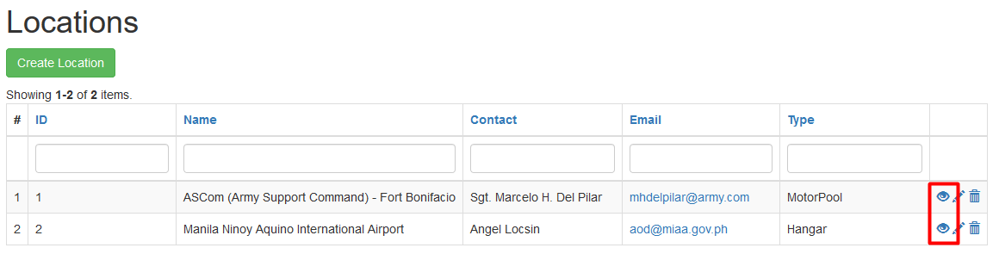 Locations
Create Location
Showing 1-2 of 2 items.
# ID Name Contact Email Type
1 1 ASCom (Army Support Command) - Fort Bonifacio Sgt. Marcelo H. Del Pilar mhdelpilar@army.com MotorPool
2 2 Manila Ninoy Aquino International Airport Angel Locsin aod@miaa.gov.ph Hangar